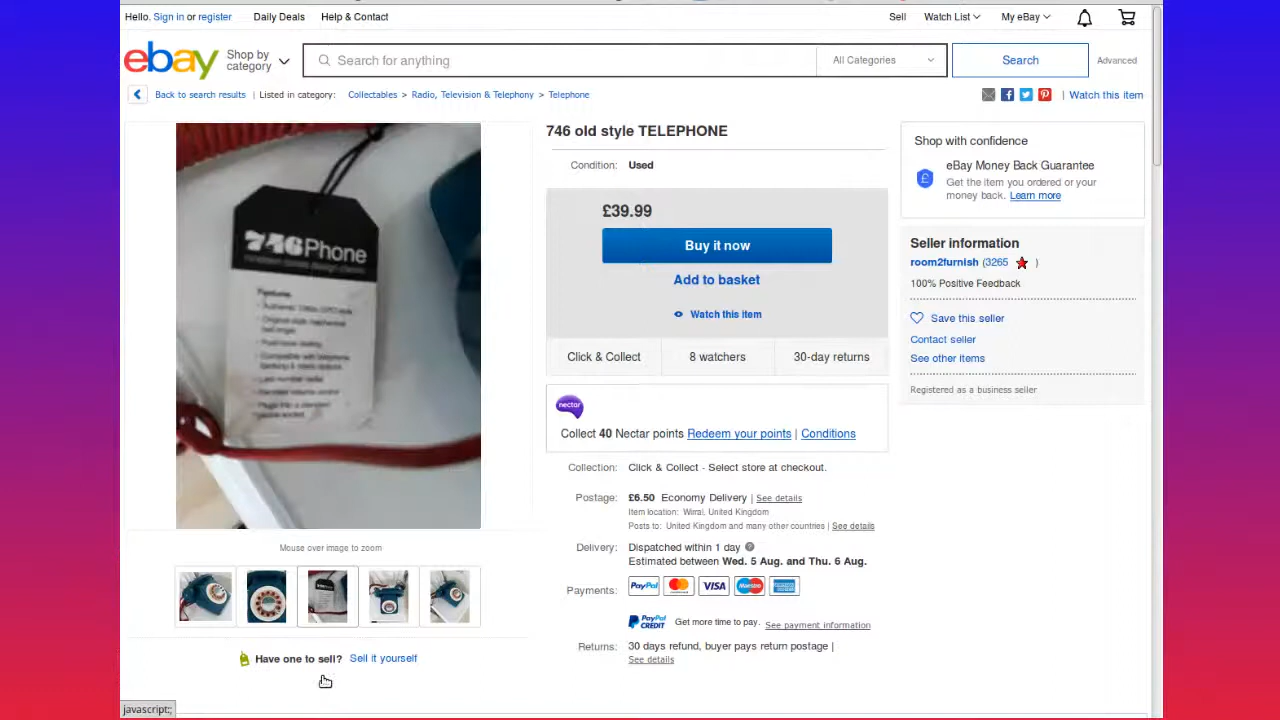 Hello. Sign in or register Daily Deals Help & Contact Sell Watch List My eBay
ebay Shop by category Search for anything All Categories Search Advanced
Back to search results | Listed in category: Collectables > Radio, Television & Telephony > Telephone | Watch this item
746Phone
Features:
746 old style TELEPHONE
Condition: Used
£39.99
Buy it now
Add to basket
Watch this item
Click & Collect 8 watchers 30-day returns
nectar
Collect 40 Nectar points Redeem your points | Conditions
Collection: Click & Collect - Select store at checkout.
Postage: £6.50 Economy Delivery | See details
Item location: Wirral, United Kingdom
Posts to: United Kingdom and many other countries | See details
Delivery: Dispatched within 1 day ?
Estimated between Wed. 5 Aug. and Thu. 6 Aug.
Payments: PayPal VISA Maestro
PayPal CREDIT Get more time to pay. See payment information
Returns: 30 days refund, buyer pays return postage |
See details
Shop with confidence
eBay Money Back Guarantee
£ Get the item you ordered or your
money back. Learn more
Seller information
room2furnish (3265 )
100% Positive Feedback
Save this seller
Contact seller
See other items
Registered as a business seller
Mouse over image to zoom
Have one to sell? Sell it yourself
javascript:;